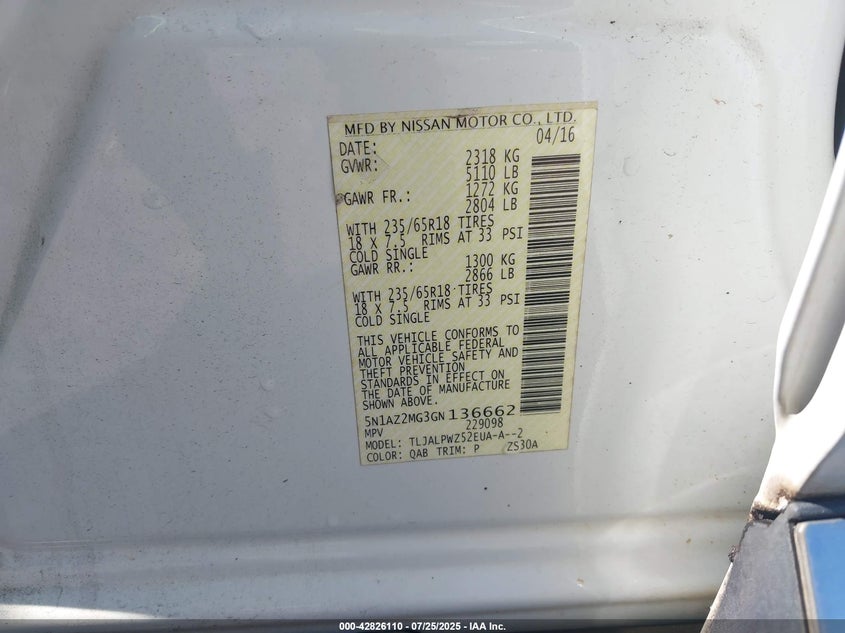 MFD BY NISSAN MOTOR CO., LTD.
DATE: 04/16
GVWR: 2318 KG
5110 LB
GAWR FR.: 1272 KG
2804 LB
WITH 235/65R18 TIRES
18 X 7.5 RIMS AT 33 PSI
COLD SINGLE
GAWR RR.: 1300 KG
2866 LB
WITH 235/65R18 TIRES
18 X 7.5 RIMS AT 33 PSI
COLD SINGLE
THIS VEHICLE CONFORMS TO
ALL APPLICABLE FEDERAL
MOTOR VEHICLE SAFETY AND
THEFT PREVENTION
STANDARDS IN EFFECT ON
THE DATE OF MANUFACTURE
SHOWN ABOVE.
5N1AZ2MG3GN 136662
MPV 229098
MODEL: TLJALPWZ52EUA-A--2
COLOR: QAB TRIM: P ZS30A
000-42826110 / 07/25/2025 - IAA Inc.